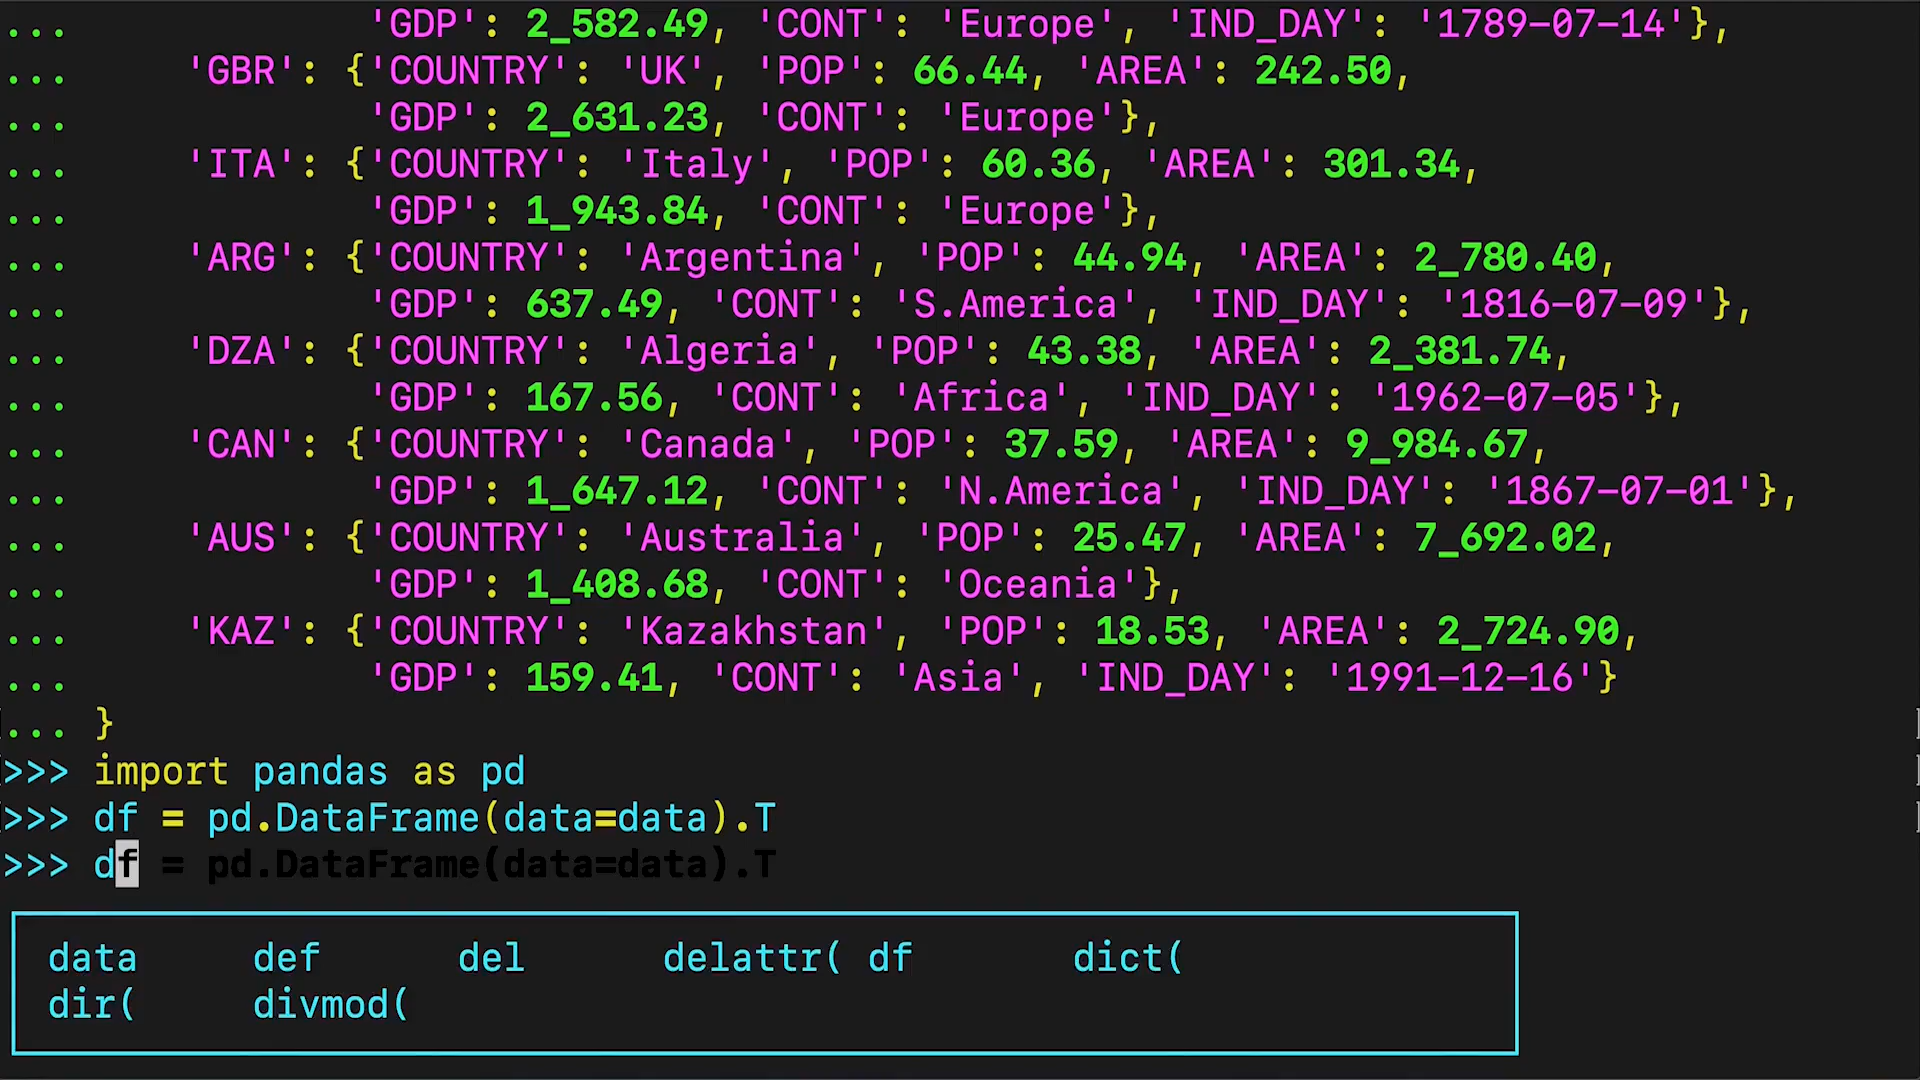 ...              'GDP': 2_582.49, 'CONT': 'Europe', 'IND_DAY': '1789-07-14'},
...      'GBR': {'COUNTRY': 'UK', 'POP': 66.44, 'AREA': 242.50,
...              'GDP': 2_631.23, 'CONT': 'Europe'},
...      'ITA': {'COUNTRY': 'Italy', 'POP': 60.36, 'AREA': 301.34,
...              'GDP': 1_943.84, 'CONT': 'Europe'},
...      'ARG': {'COUNTRY': 'Argentina', 'POP': 44.94, 'AREA': 2_780.40,
...              'GDP': 637.49, 'CONT': 'S.America', 'IND_DAY': '1816-07-09'},
...      'DZA': {'COUNTRY': 'Algeria', 'POP': 43.38, 'AREA': 2_381.74,
...              'GDP': 167.56, 'CONT': 'Africa', 'IND_DAY': '1962-07-05'},
...      'CAN': {'COUNTRY': 'Canada', 'POP': 37.59, 'AREA': 9_984.67,
...              'GDP': 1_647.12, 'CONT': 'N.America', 'IND_DAY': '1867-07-01'},
...      'AUS': {'COUNTRY': 'Australia', 'POP': 25.47, 'AREA': 7_692.02,
...              'GDP': 1_408.68, 'CONT': 'Oceania'},
...      'KAZ': {'COUNTRY': 'Kazakhstan', 'POP': 18.53, 'AREA': 2_724.90,
...              'GDP': 159.41, 'CONT': 'Asia', 'IND_DAY': '1991-12-16'}
... }
>>> import pandas as pd
>>> df = pd.DataFrame(data=data).T
>>> df = pd.DataFrame(data=data).T
data     def      del      delattr( df       dict(
dir(     divmod(